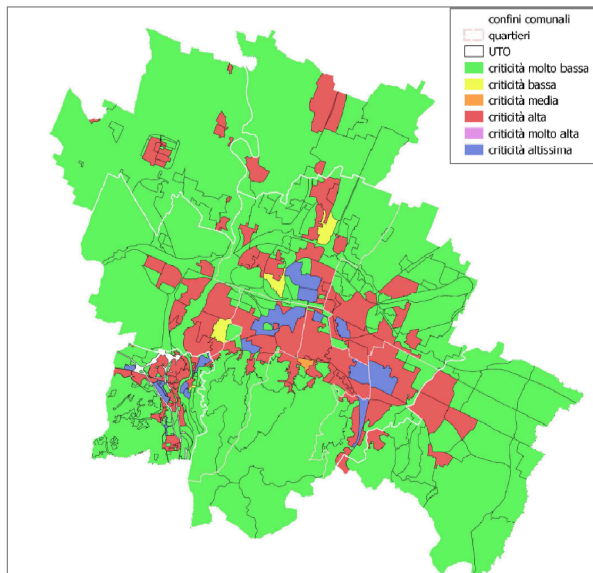 confini comunali
quartieri
UTO
criticità molto bassa
criticità bassa
criticità media
criticità alta
criticità molto alta
criticità altissima